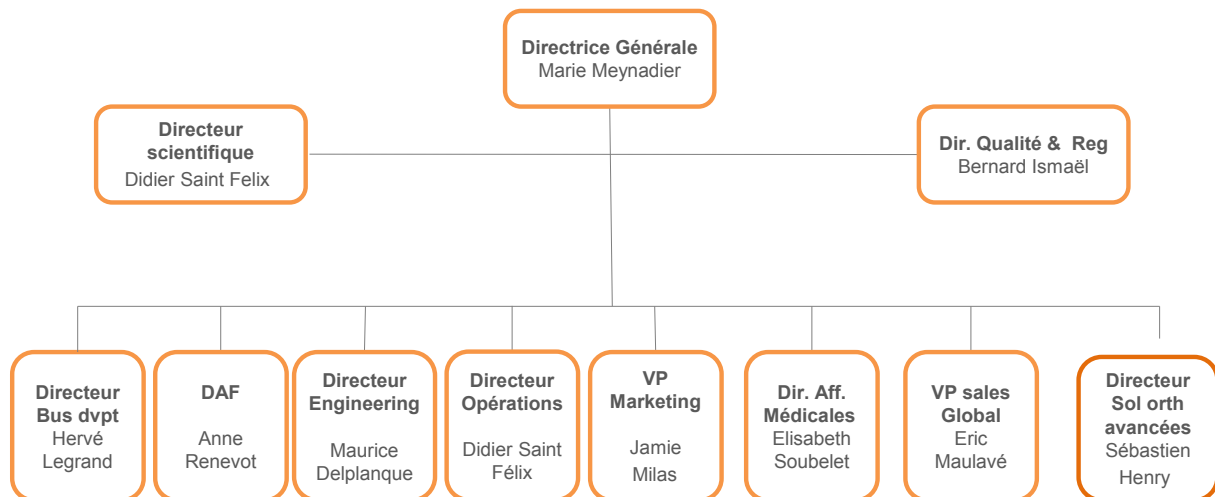 Directrice Générale
Marie Meynadier
Directeur
scientifique
Didier Saint Felix
Dir. Qualité & Reg
Bernard Ismaël
Directeur
Bus dvpt
Hervé
Legrand
DAF
Anne
Renevot
Directeur
Engineering
Maurice
Delplanque
Directeur
Opérations
Didier Saint
Félix
VP
Marketing
Jamie
Milas
Dir. Aff.
Médicales
Elisabeth
Soubelet
VP sales
Global
Eric
Maulavé
Directeur
Sol orth
avancées
Sébastien
Henry